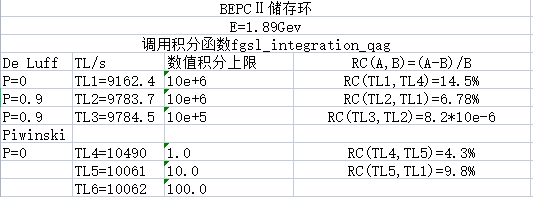 BEPCⅡ储存环
E=1.89Gev
调用积分函数fgsl_integration_qag
De Luff TL/s 数值积分上限 RC(A,B)=(A-B)/B
P=0 TL1=9162.4 10e+6 RC(TL1,TL4)=14.5%
P=0.9 TL2=9783.7 10e+6 RC(TL2,TL1)=6.78%
P=0.9 TL3=9784.5 10e+5 RC(TL3,TL2)=8.2*10e-6
Piwinski
P=0 TL4=10490 1.0 RC(TL4,TL5)=4.3%
TL5=10061 10.0 RC(TL5,TL1)=9.8%
TL6=10062 100.0